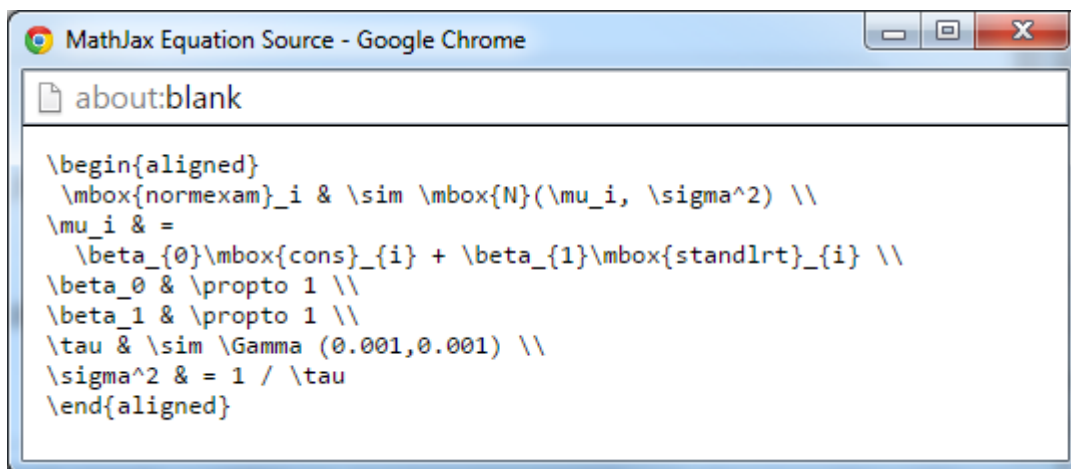 MathJax Equation Source - Google Chrome
about:blank
\begin{aligned}
\mbox{normexam}_i & \sim \mbox{N}(\mu_i, \sigma^2) \\
\mu_i & =
\beta_{0}\mbox{cons}_{i} + \beta_{1}\mbox{standlrt}_{i} \\
\beta_0 & \propto 1 \\
\beta_1 & \propto 1 \\
\tau & \sim \Gamma (0.001,0.001) \\
\sigma^2 & = 1 / \tau
\end{aligned}